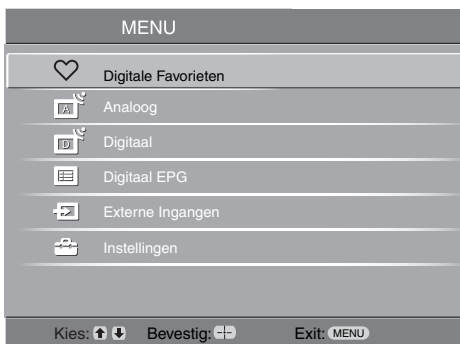 MENU
Digitale Favorieten
A Analoog
D Digitaal
Digitaal EPG
Externe Ingangen
Instellingen
Kies: Bevestig: Exit: MENU